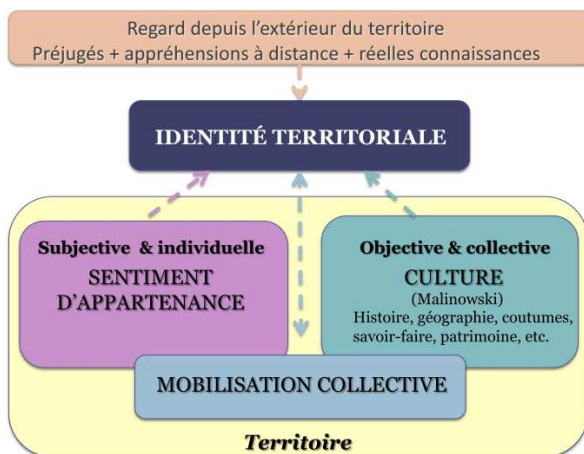 Regard depuis l’extérieur du territoire
Préjugés + appréhensions à distance + réelles connaissances
IDENTITÉ TERRITORIALE
Subjective & individuelle
SENTIMENT
D’APPARTENANCE
Objective & collective
CULTURE
(Malinowski)
Histoire, géographie, coutumes,
savoir-faire, patrimoine, etc.
MOBILISATION COLLECTIVE
Territoire